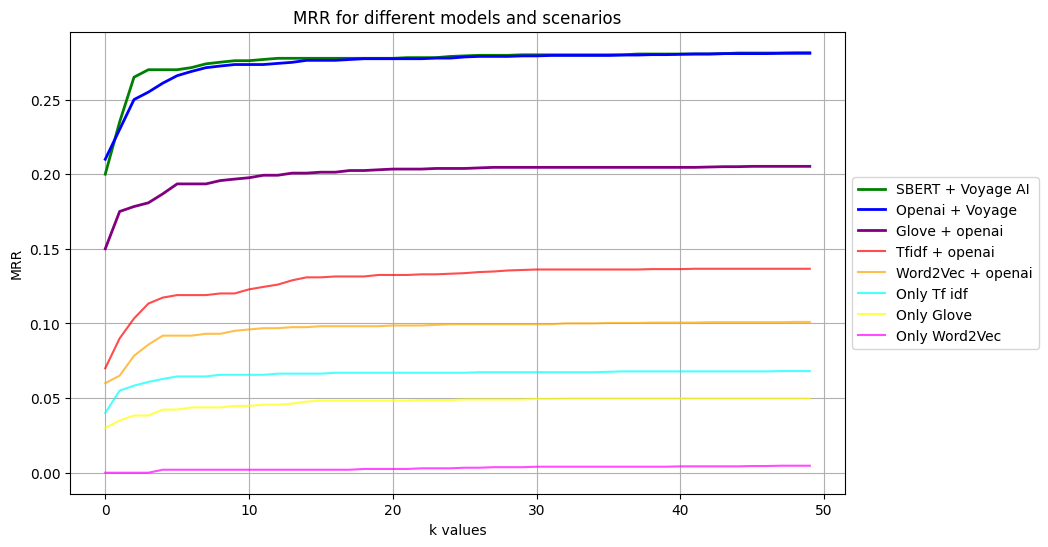 MRR for different models and scenarios
MRR
0.25
0.20
0.15
0.10
0.05
0.00
0
10
20
30
40
50
k values
SBERT + Voyage AI
Openai + Voyage
Glove + openai
Tfidf + openai
Word2Vec + openai
Only Tf idf
Only Glove
Only Word2Vec